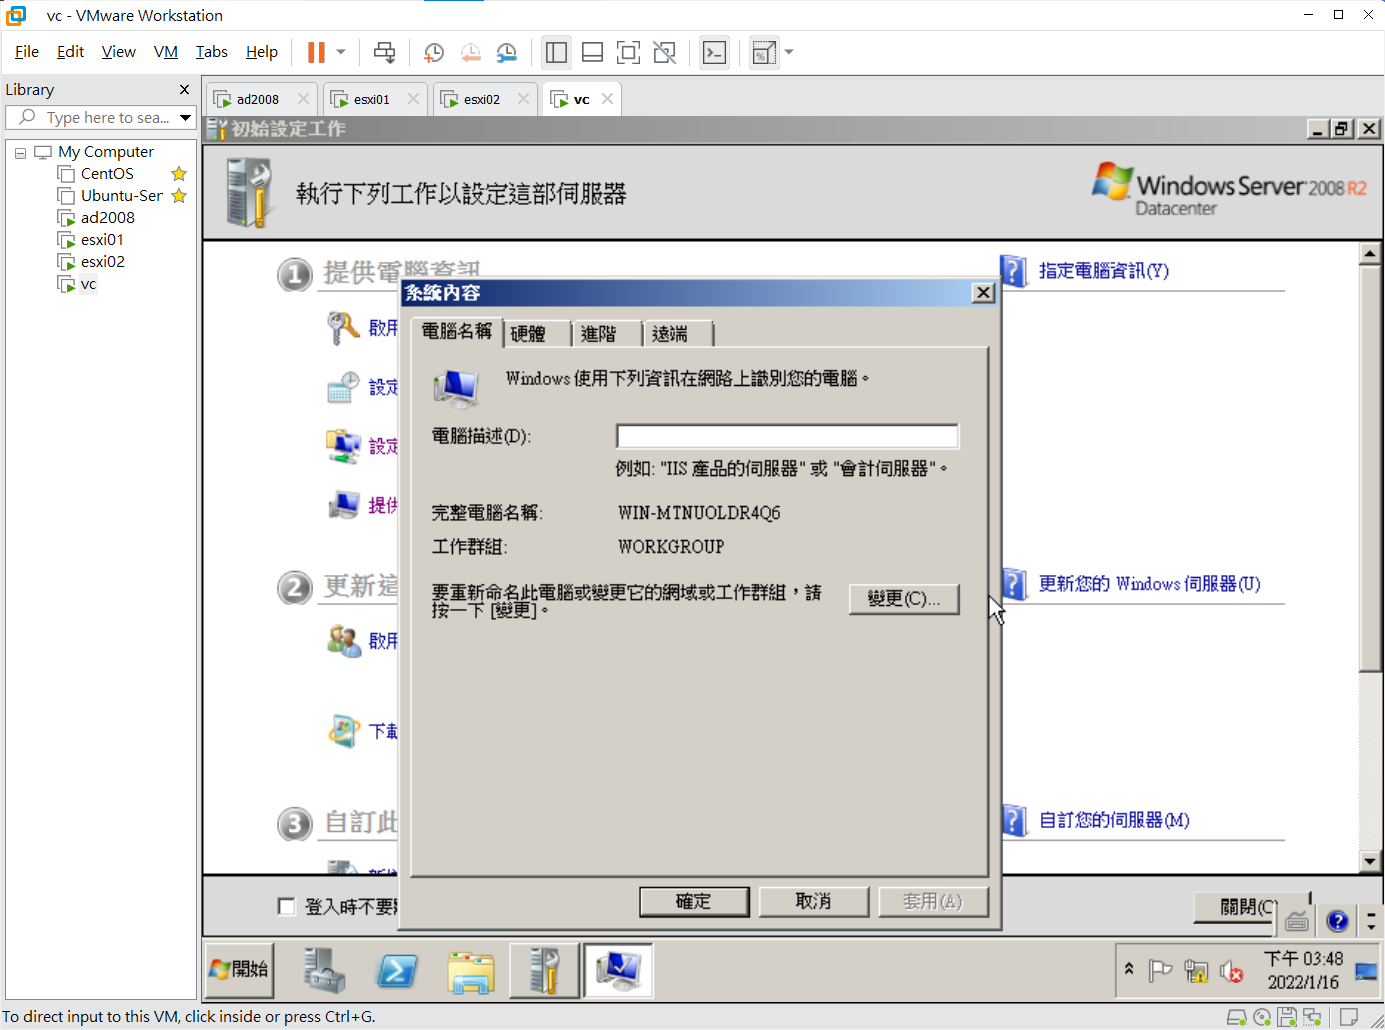 vc - VMware Workstation
File Edit View VM Tabs Help
Library
Type here to sea...
My Computer
CentOS
Ubuntu-Ser
ad2008
esxi01
esxi02
vc
ad2008 esxi01 esxi02 vc
初始設定工作
執行下列工作以設定這部伺服器
Windows Server 2008 R2
Datacenter
1 提供電腦資訊
指定電腦資訊(Y)
啟用
設定
設定
提供
2 更新這
更新您的 Windows 伺服器(U)
啟用
下載
3 自訂此
自訂您的伺服器(M)
系統內容
電腦名稱 硬體 進階 遠端
Windows 使用下列資訊在網路上識別您的電腦。
電腦描述(D):
例如: "IIS 產品的伺服器" 或 "會計伺服器"。
完整電腦名稱: WIN-MTNUOLDR4Q6
工作群組: WORKGROUP
要重新命名此電腦或變更它的網域或工作群組，請
按一下 [變更]。
變更(C)...
確定 取消 套用(A)
登入時不要
關閉(C)
開始
下午 03:48
2022/1/16
To direct input to this VM, click inside or press Ctrl+G.